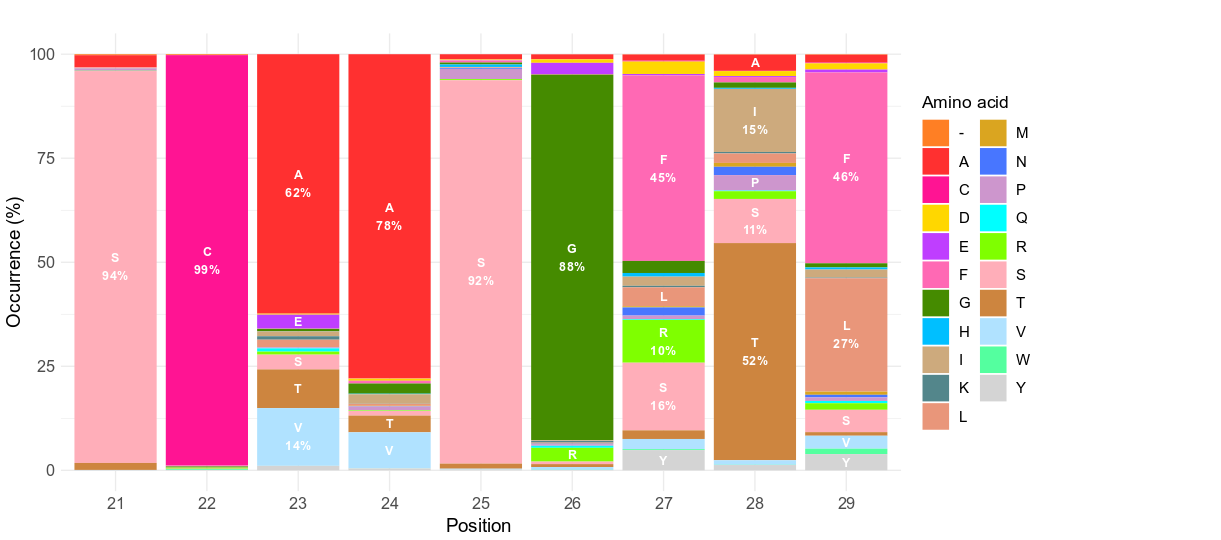 Occurrence (%)
100
75
50
25
0
S
94%
C
99%
A
62%
E
S
T
V
14%
A
78%
T
V
S
92%
G
88%
R
F
45%
L
R
10%
S
16%
Y
A
I
15%
P
S
11%
T
52%
F
46%
L
27%
S
V
Y
21 22 23 24 25 26 27 28 29
Position
Amino acid
- M
A N
C P
D Q
E R
F S
G T
H V
I W
K Y
L